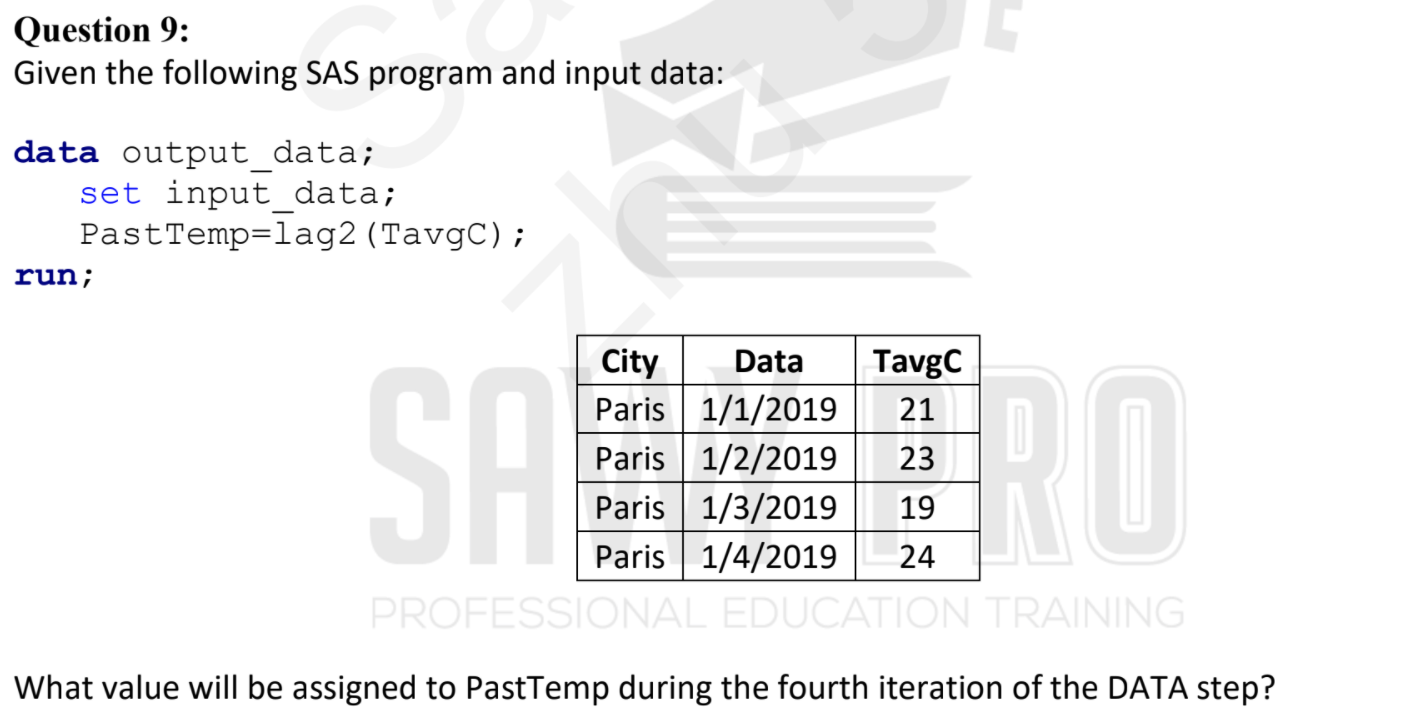 Question 9:
Given the following SAS program and input data:
data output_data;
set input_data;
PastTemp=lag2(TavgC);
run;
City Data TavgC
Paris 1/1/2019 21
Paris 1/2/2019 23
Paris 1/3/2019 19
Paris 1/4/2019 24
SAVVY PRO
PROFESSIONAL EDUCATION TRAINING
What value will be assigned to PastTemp during the fourth iteration of the DATA step?